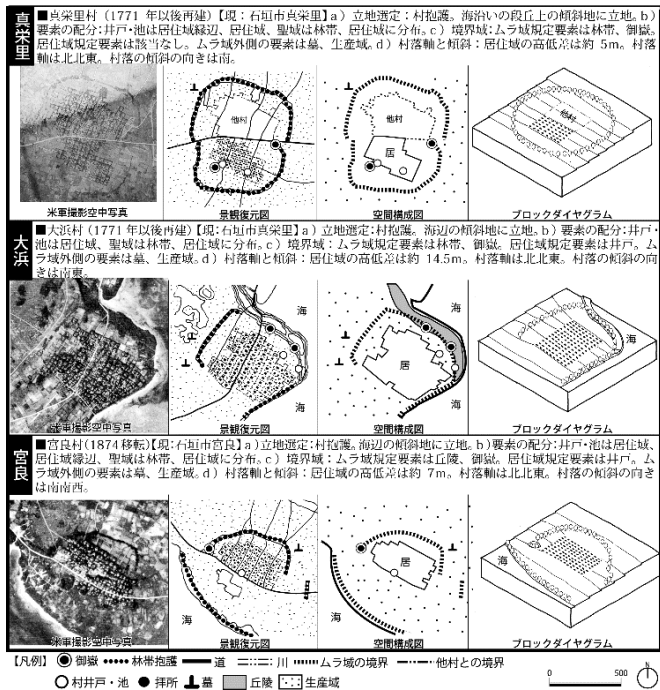 真栄里
■真栄里村（1771 年以後再建）【現：石垣市真栄里】a）立地選定：村抱護。海沿いの段丘上の傾斜地に立地。b）
要素の配分：井戸・池は居住域縁辺、居住域、聖域は林帯、居住域に分布。c）境界域：ムラ域規定要素は林帯、御嶽。
居住域規定要素は該当なし。ムラ域外側の要素は墓、生産域。d）村落軸と傾斜：居住域の高低差は約 5m。村落
軸は北北東。村落の傾斜の向きは南。
他村
他村
居
他村
米軍撮影空中写真
景観復元図
空間構成図
ブロックダイヤグラム
大浜
■大浜村（1771 年以後再建）【現：石垣市真栄里】a）立地選定：村抱護。海辺の傾斜地に立地。b）要素の配分：井戸・
池は居住域、聖域は林帯、居住域に分布。c）境界域：ムラ域規定要素は林帯、御嶽。居住域規定要素は井戸。ム
ラ域外側の要素は墓、生産域。d）村落軸と傾斜：居住域の高低差は約 14.5m。村落軸は北北東。村落の傾斜の向
きは南東。
海
海
海
居
海
海
米軍撮影空中写真
景観復元図
空間構成図
ブロックダイヤグラム
宮良
■宮良村（1874 移転）【現：石垣市宮良】a）立地選定：村抱護。海辺の傾斜地に立地。b）要素の配分：井戸・池は居住域、
居住域縁辺、聖域は林帯、居住域に分布。c）境界域：ムラ域規定要素は丘陵、御嶽。居住域規定要素は井戸。ム
ラ域外側の要素は墓、生産域。d）村落軸と傾斜：居住域の高低差は約 7m。村落軸は北北東。村落の傾斜の向き
は南南西。
海
居
海
海
米軍撮影空中写真
景観復元図
空間構成図
ブロックダイヤグラム
【凡例】 御嶽 林帯抱護 道 川 ムラ域の境界 他村との境界
村井戸・池 拝所 墓 丘陵 生産域
0 500
N